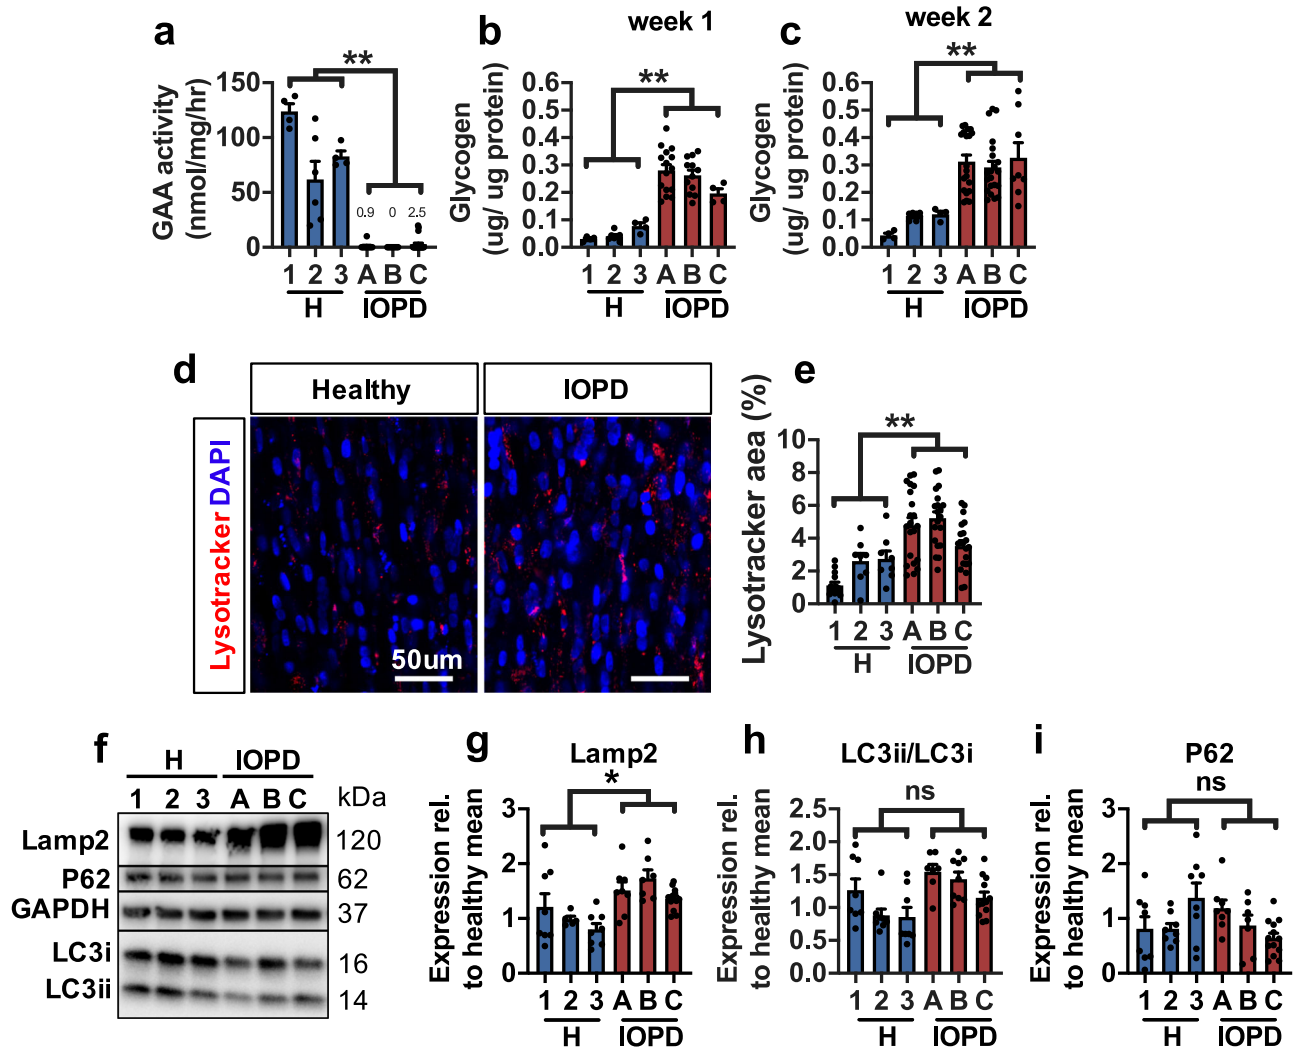 a
GAA activity
(nmol/mg/hr)
150
100
50
0
**
0.9 0 2.5
1 2 3 A B C
H IOPD
b
week 1
Glycogen
(ug/ ug protein)
0.6
0.5
0.4
0.3
0.2
0.1
0.0
**
1 2 3 A B C
H IOPD
c
week 2
Glycogen
(ug/ ug protein)
0.6
0.5
0.4
0.3
0.2
0.1
0.0
**
1 2 3 A B C
H IOPD
d
Healthy IOPD
Lysotracker DAPI
50um
e
Lysotracker aea (%)
10
8
6
4
2
0
**
1 2 3 A B C
H IOPD
f
H IOPD
1 2 3 A B C kDa
Lamp2 120
P62 62
GAPDH 37
LC3i 16
LC3ii 14
g
Lamp2
*
Expression rel.
to healthy mean
3
2
1
0
1 2 3 A B C
H IOPD
h
LC3ii/LC3i
ns
Expression rel.
to healthy mean
2.5
2.0
1.5
1.0
0.5
0.0
1 2 3 A B C
H IOPD
i
P62
ns
Expression rel.
to healthy mean
3
2
1
0
1 2 3 A B C
H IOPD